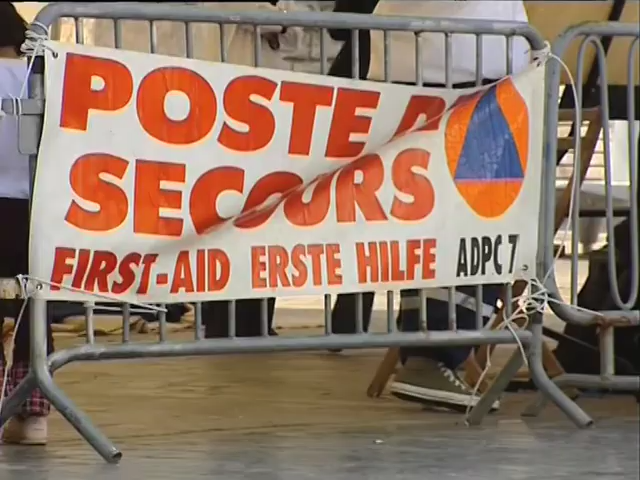 POSTE D
SECOURS
FIRST-AID ERSTE HILFE ADPC 7